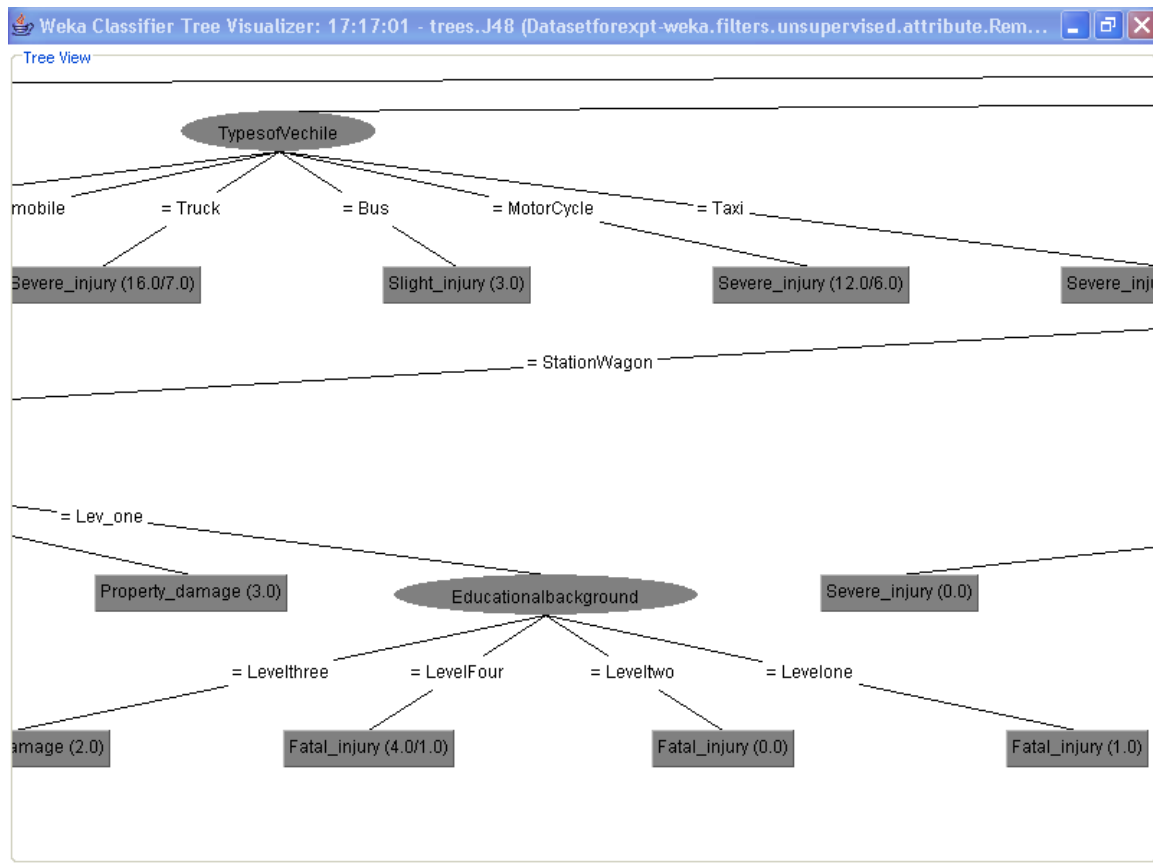 Weka Classifier Tree Visualizer: 17:17:01 - trees.J48 (Datasetforexpt-weka.filters.unsupervised.attribute.Rem...
Tree View
TypesofVechile
mobile = Truck = Bus = MotorCycle = Taxi
Severe_injury (16.0/7.0) Slight_injury (3.0) Severe_injury (12.0/6.0) Severe_inju
= StationWagon
= Lev_one
Property_damage (3.0) Educationalbackground Severe_injury (0.0)
= Levelthree = LevelFour = Leveltwo = Levelone
amage (2.0) Fatal_injury (4.0/1.0) Fatal_injury (0.0) Fatal_injury (1.0)